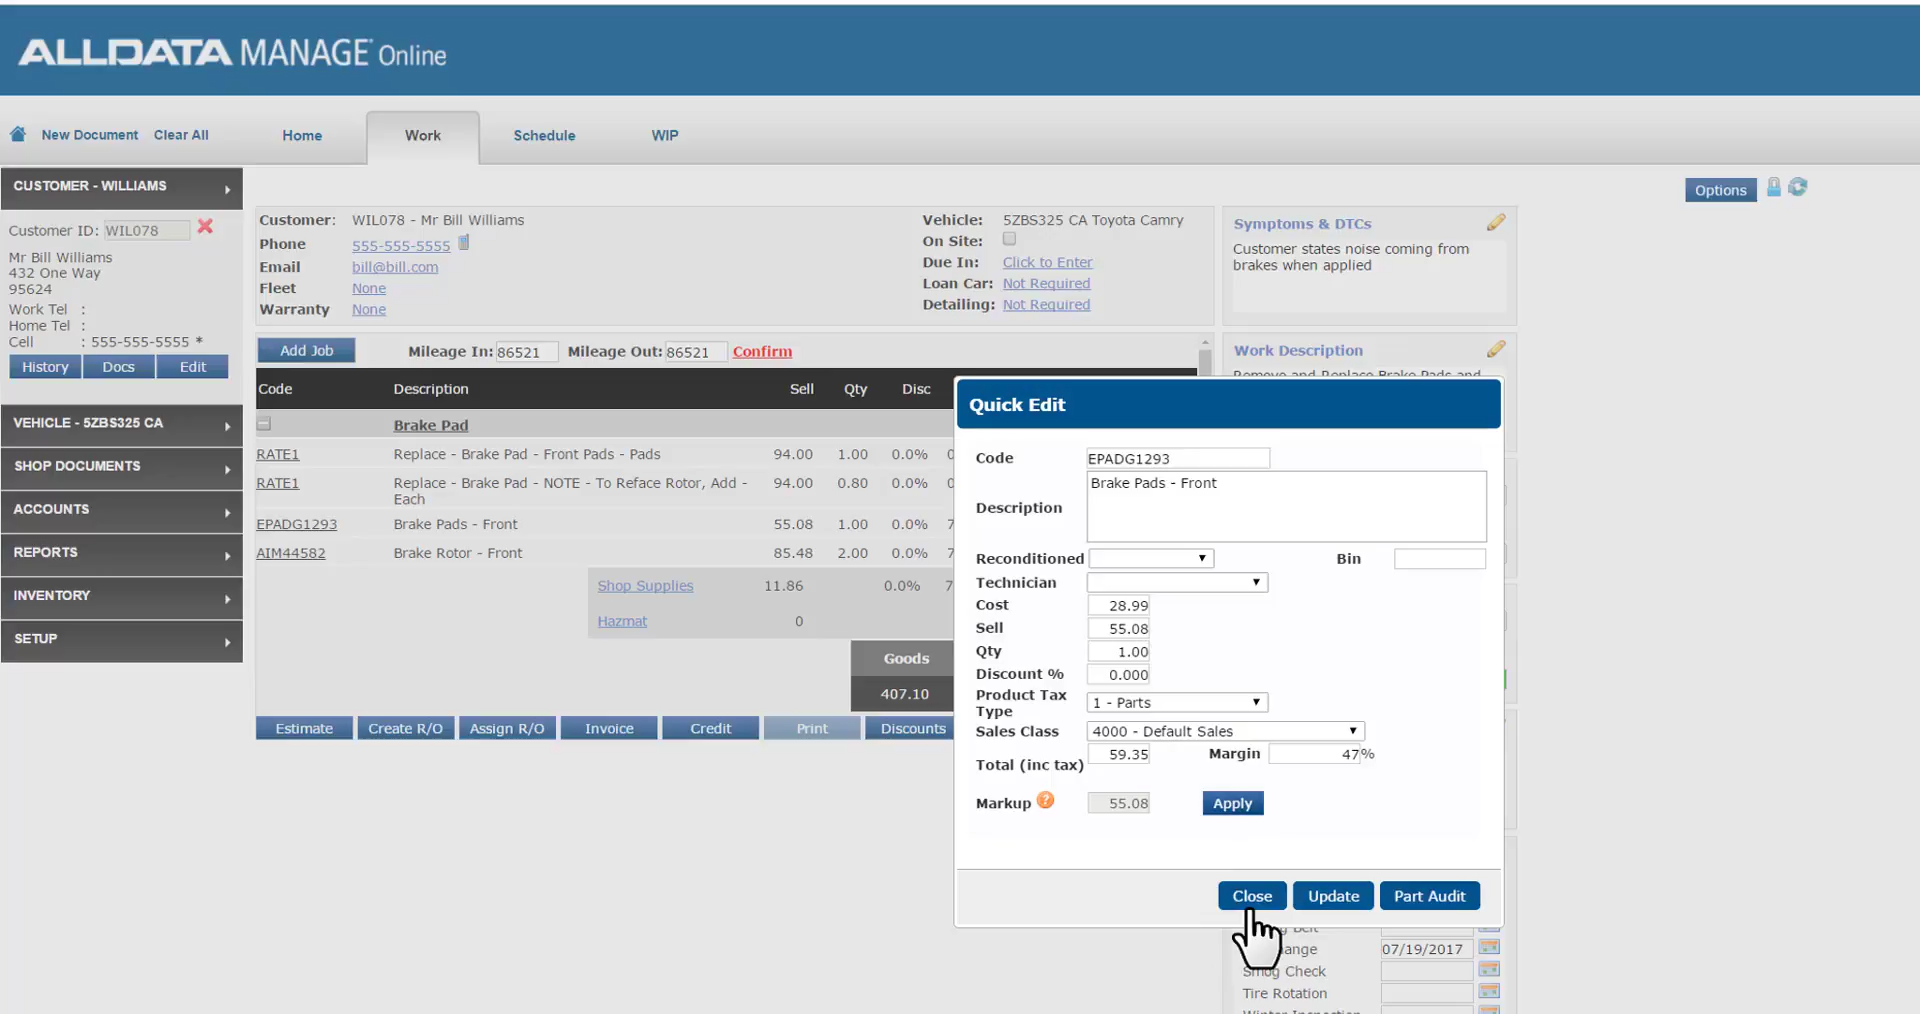 ALLDATA MANAGE Online
New Document Clear All Home Work Schedule WIP
CUSTOMER - WILLIAMS
Customer ID: WIL078
Mr Bill Williams
432 One Way
95624
Work Tel :
Home Tel :
Cell : 555-555-5555 *
History Docs Edit
VEHICLE - 5ZBS325 CA
SHOP DOCUMENTS
ACCOUNTS
REPORTS
INVENTORY
SETUP
Options
Customer: WIL078 - Mr Bill Williams
Phone 555-555-5555
Email bill@bill.com
Fleet None
Warranty None
Vehicle: 5ZBS325 CA Toyota Camry
On Site:
Due In: Click to Enter
Loan Car: Not Required
Detailing: Not Required
Symptoms & DTCs
Customer states noise coming from
brakes when applied
Add Job Mileage In: 86521 Mileage Out: 86521 Confirm
Work Description
Remove and Replace Brake Pads and
Code Description Sell Qty Disc
Brake Pad
RATE1 Replace - Brake Pad - Front Pads - Pads 94.00 1.00 0.0% 0
RATE1 Replace - Brake Pad - NOTE - To Reface Rotor, Add - 94.00 0.80 0.0% 0
Each
EPADG1293 Brake Pads - Front 55.08 1.00 0.0% 7
AIM44582 Brake Rotor - Front 85.48 2.00 0.0% 7
Shop Supplies 11.86 0.0% 7
Hazmat 0
Goods
407.10
Estimate Create R/O Assign R/O Invoice Credit Print Discounts
Quick Edit
Code EPADG1293
Description Brake Pads - Front
Reconditioned Bin
Technician
Cost 28.99
Sell 55.08
Qty 1.00
Discount % 0.000
Product Tax
Type 1 - Parts
Sales Class 4000 - Default Sales
Total (inc tax) 59.35 Margin 47%
Markup ? 55.08 Apply
Close Update Part Audit
07/19/2017
Smog Check
Tire Rotation